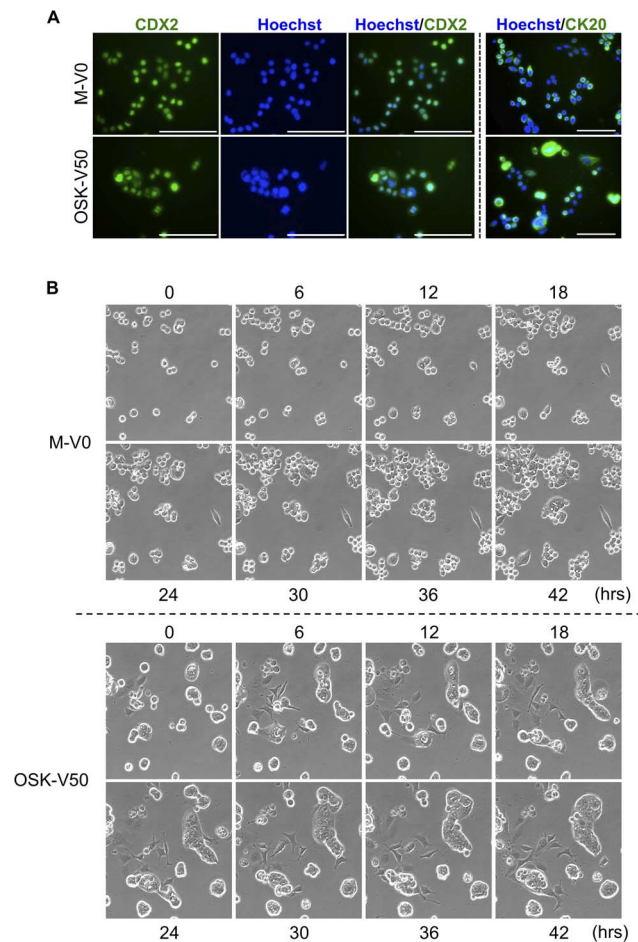 A
CDX2 Hoechst Hoechst/CDX2 Hoechst/CK20
M-V0
OSK-V50
B
0 6 12 18
M-V0
24 30 36 42 (hrs)
0 6 12 18
OSK-V50
24 30 36 42 (hrs)